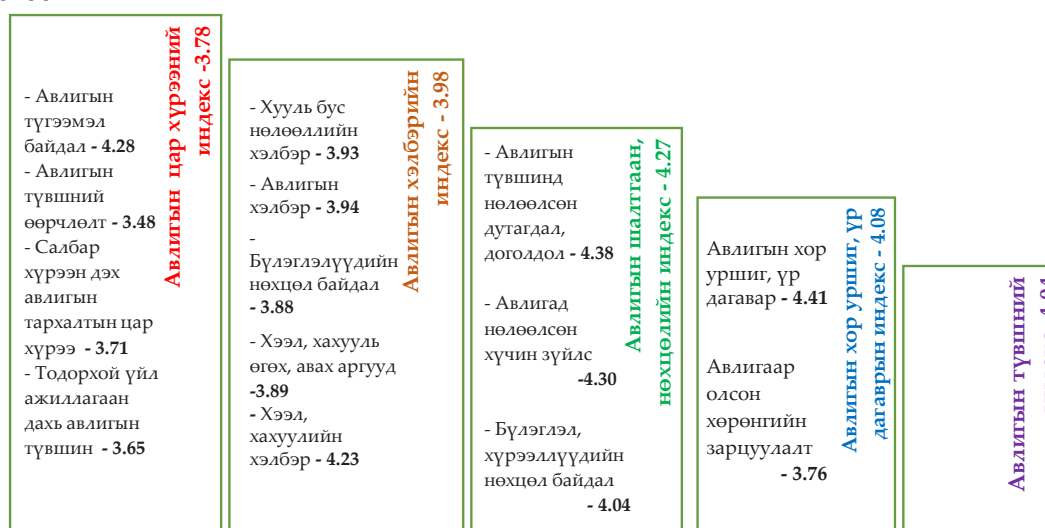 - Авлигын
түгээмэл
байдал - 4.28
- Авлигын
түвшний
өөрчлөлт - 3.48
- Салбар
хүрээн дэх
авлигын
тархалтын цар
хүрээ - 3.71
- Тодорхой үйл
ажиллагаан
дахь авлигын
түвшин - 3.65
Авлигын цар хүрээний
индекс -3.78
- Хууль бус
нөлөөллийн
хэлбэр - 3.93
- Авлигын
хэлбэр - 3.94
-
Бүлэглэлүүдийн
нөхцөл байдал
- 3.88
- Хээл, хахууль
өгөх, авах аргууд
-3.89
- Хээл,
хахуулийн
хэлбэр - 4.23
Авлигын хэлбэрийн
индекс - 3.98
- Авлигын
түвшинд
нөлөөлсөн
дутагдал,
доголдол - 4.38
- Авлигад
нөлөөлсөн
хүчин зүйлс
-4.30
- Бүлэглэл,
хүрээллүүдийн
нөхцөл байдал
- 4.04
Авлигын шалтгаан,
нөхцөлийн индекс - 4.27
Авлигын хор
уршиг, үр
дагавар - 4.41
Авлигаар
олсон
хөрөнгийн
зарцуулалт
- 3.76
Авлигын хор уршиг, үр
дагаврын индекс - 4.08
Авлигын түвшний